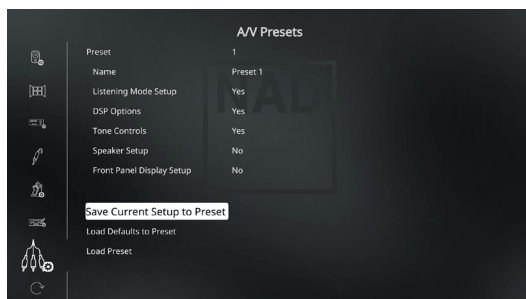 A/V Presets
Preset 1
Name Preset 1
Listening Mode Setup Yes
DSP Options Yes
Tone Controls Yes
Speaker Setup No
Front Panel Display Setup No
Save Current Setup to Preset
Load Defaults to Preset
Load Preset
NAD